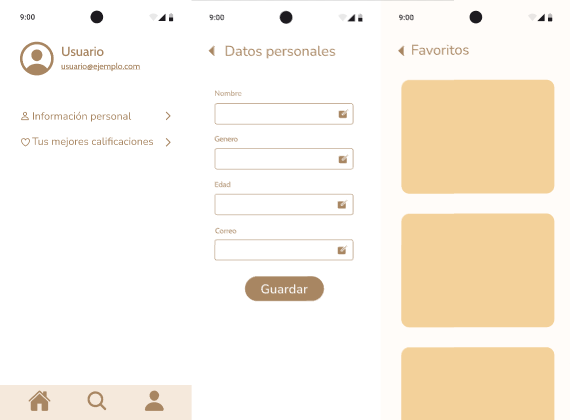 9:00
Usuario
usuario@ejemplo.com
Información personal
Tus mejores calificaciones
9:00
Datos personales
Nombre
Genero
Edad
Correo
Guardar
9:00
Favoritos